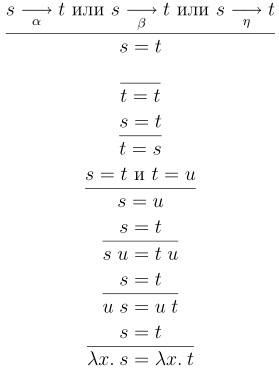 s ⟶α t или s ⟶β t или s ⟶η t
s = t
t = t
s = t
t = s
s = t и t = u
s = u
s = t
s u = t u
s = t
u s = u t
s = t
λx. s = λx. t